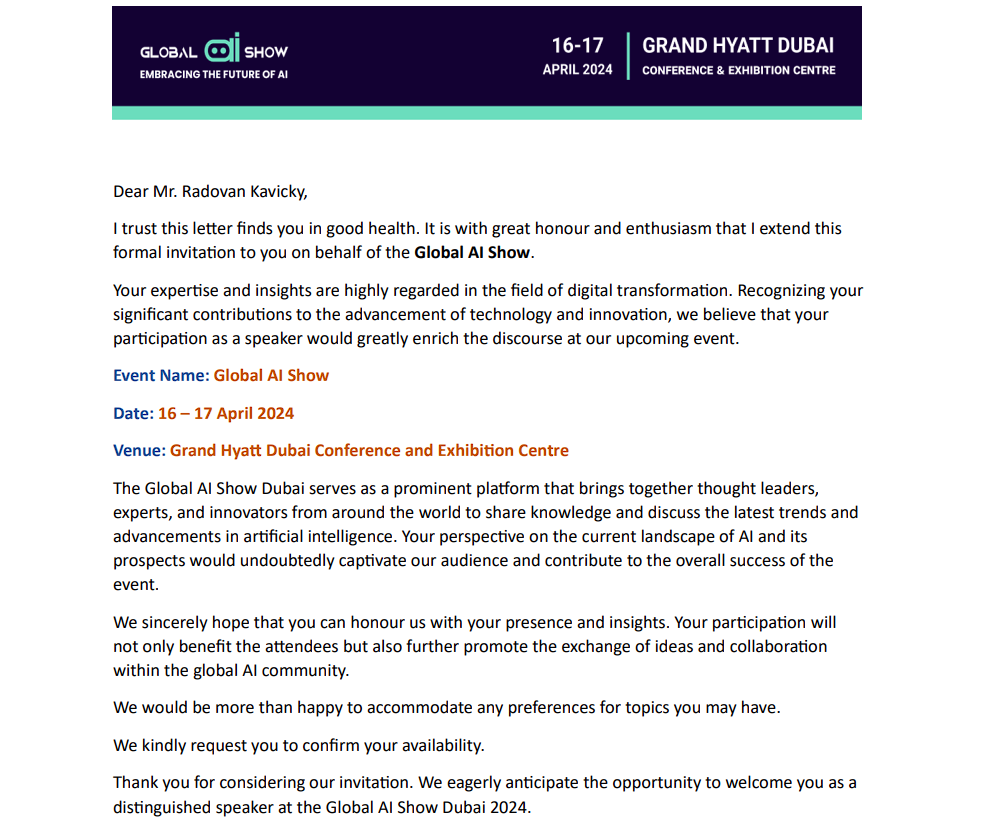 GLOBAL ai SHOW
EMBRACING THE FUTURE OF AI
16-17
APRIL 2024
GRAND HYATT DUBAI
CONFERENCE & EXHIBITION CENTRE
Dear Mr. Radovan Kavicky,
I trust this letter finds you in good health. It is with great honour and enthusiasm that I extend this
formal invitation to you on behalf of the Global AI Show.
Your expertise and insights are highly regarded in the field of digital transformation. Recognizing your
significant contributions to the advancement of technology and innovation, we believe that your
participation as a speaker would greatly enrich the discourse at our upcoming event.
Event Name: Global AI Show
Date: 16 – 17 April 2024
Venue: Grand Hyatt Dubai Conference and Exhibition Centre
The Global AI Show Dubai serves as a prominent platform that brings together thought leaders,
experts, and innovators from around the world to share knowledge and discuss the latest trends and
advancements in artificial intelligence. Your perspective on the current landscape of AI and its
prospects would undoubtedly captivate our audience and contribute to the overall success of the
event.
We sincerely hope that you can honour us with your presence and insights. Your participation will
not only benefit the attendees but also further promote the exchange of ideas and collaboration
within the global AI community.
We would be more than happy to accommodate any preferences for topics you may have.
We kindly request you to confirm your availability.
Thank you for considering our invitation. We eagerly anticipate the opportunity to welcome you as a
distinguished speaker at the Global AI Show Dubai 2024.